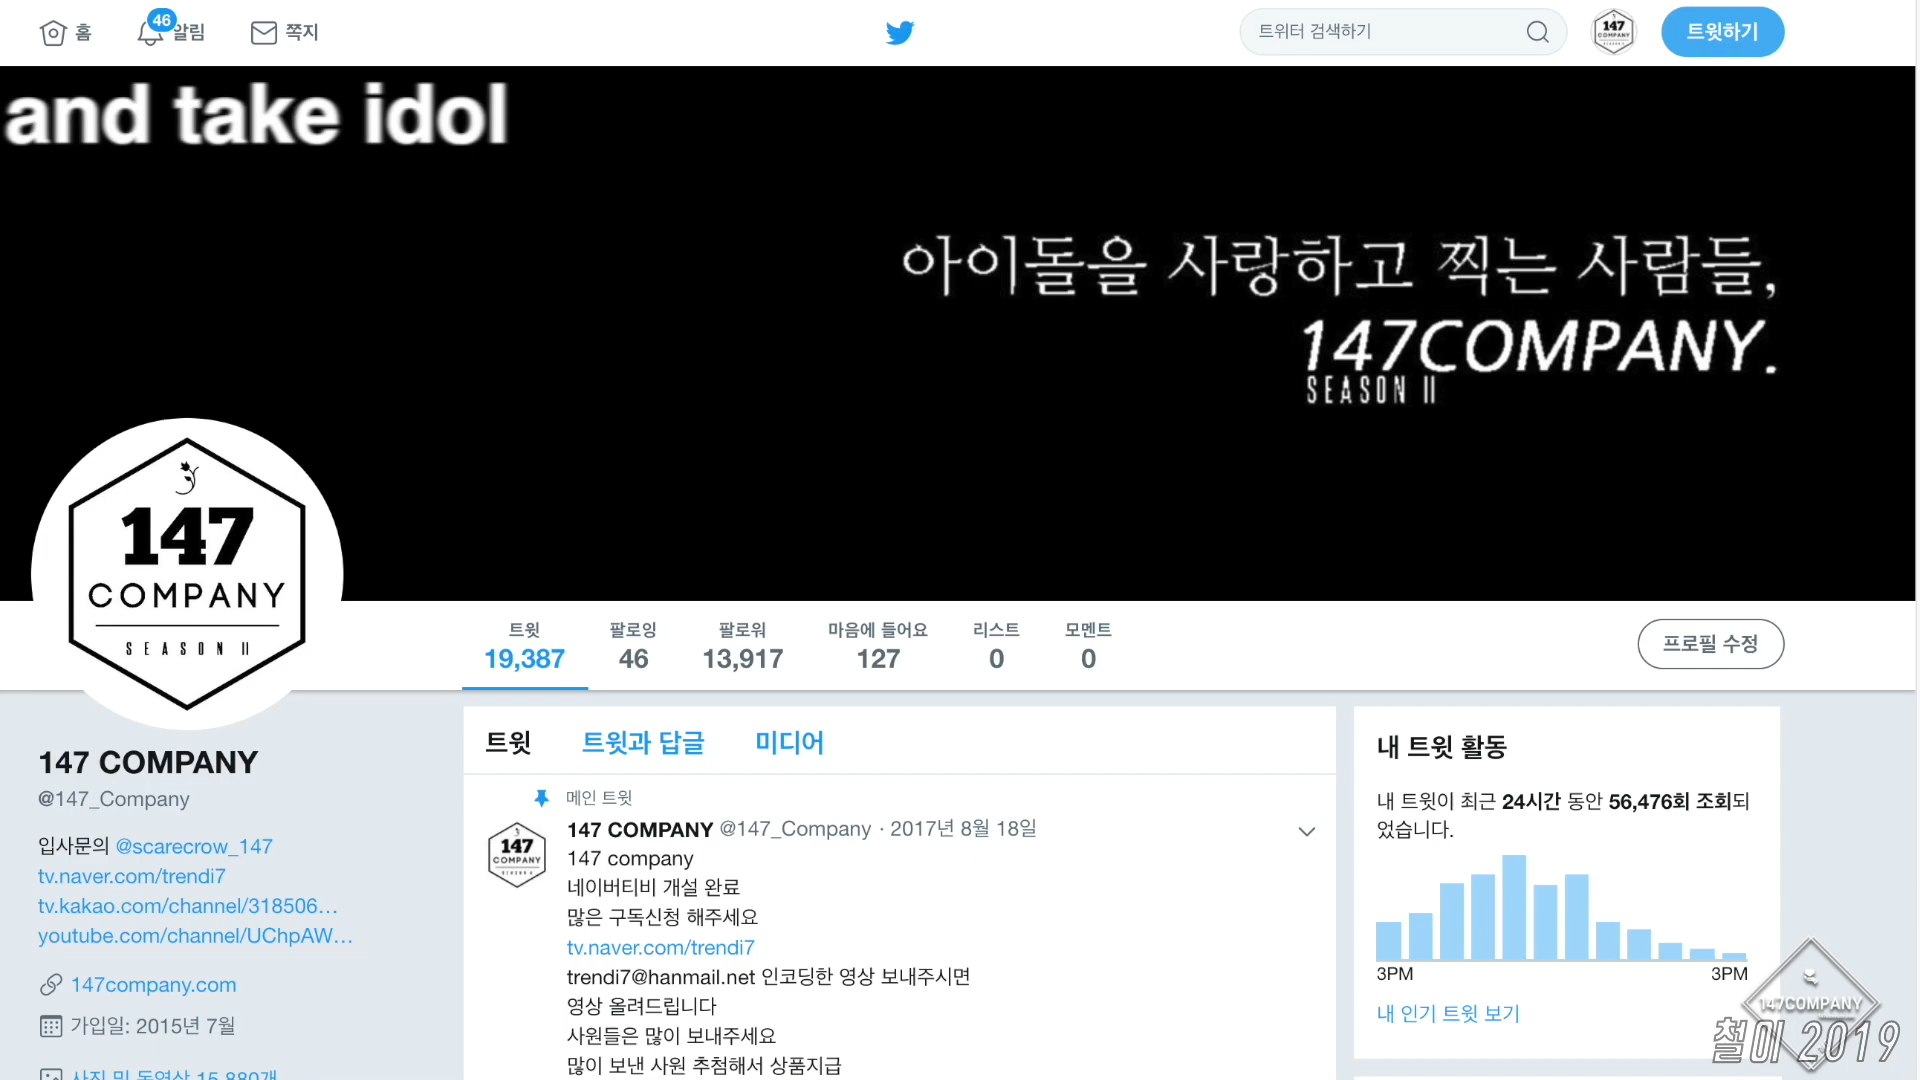 홈
46
알림
쪽지
트위터 검색하기
147
COMPANY
트윗하기
and take idol
아이돌을 사랑하고 찍는 사람들,
147COMPANY.
SEASON II
147
COMPANY
SEASON II
트윗 팔로잉 팔로워 마음에 들어요 리스트 모멘트
19,387 46 13,917 127 0 0
프로필 수정
147 COMPANY
@147_Company
입사문의 @scarecrow_147
tv.naver.com/trendi7
tv.kakao.com/channel/318506…
youtube.com/channel/UChpAW…
147company.com
가입일: 2015년 7월
사진 및 동영상 15,880개
트윗 트윗과 답글 미디어
메인 트윗
147
COMPANY
147 COMPANY @147_Company · 2017년 8월 18일
147 company
네이버티비 개설 완료
많은 구독신청 해주세요
tv.naver.com/trendi7
trendi7@hanmail.net 인코딩한 영상 보내주시면
영상 올려드립니다
사원들은 많이 보내주세요
많이 보낸 사원 추첨해서 상품지급
내 트윗 활동
내 트윗이 최근 24시간 동안 56,476회 조회되
었습니다.
3PM 3PM
내 인기 트윗 보기
147COMPANY
철이 2019